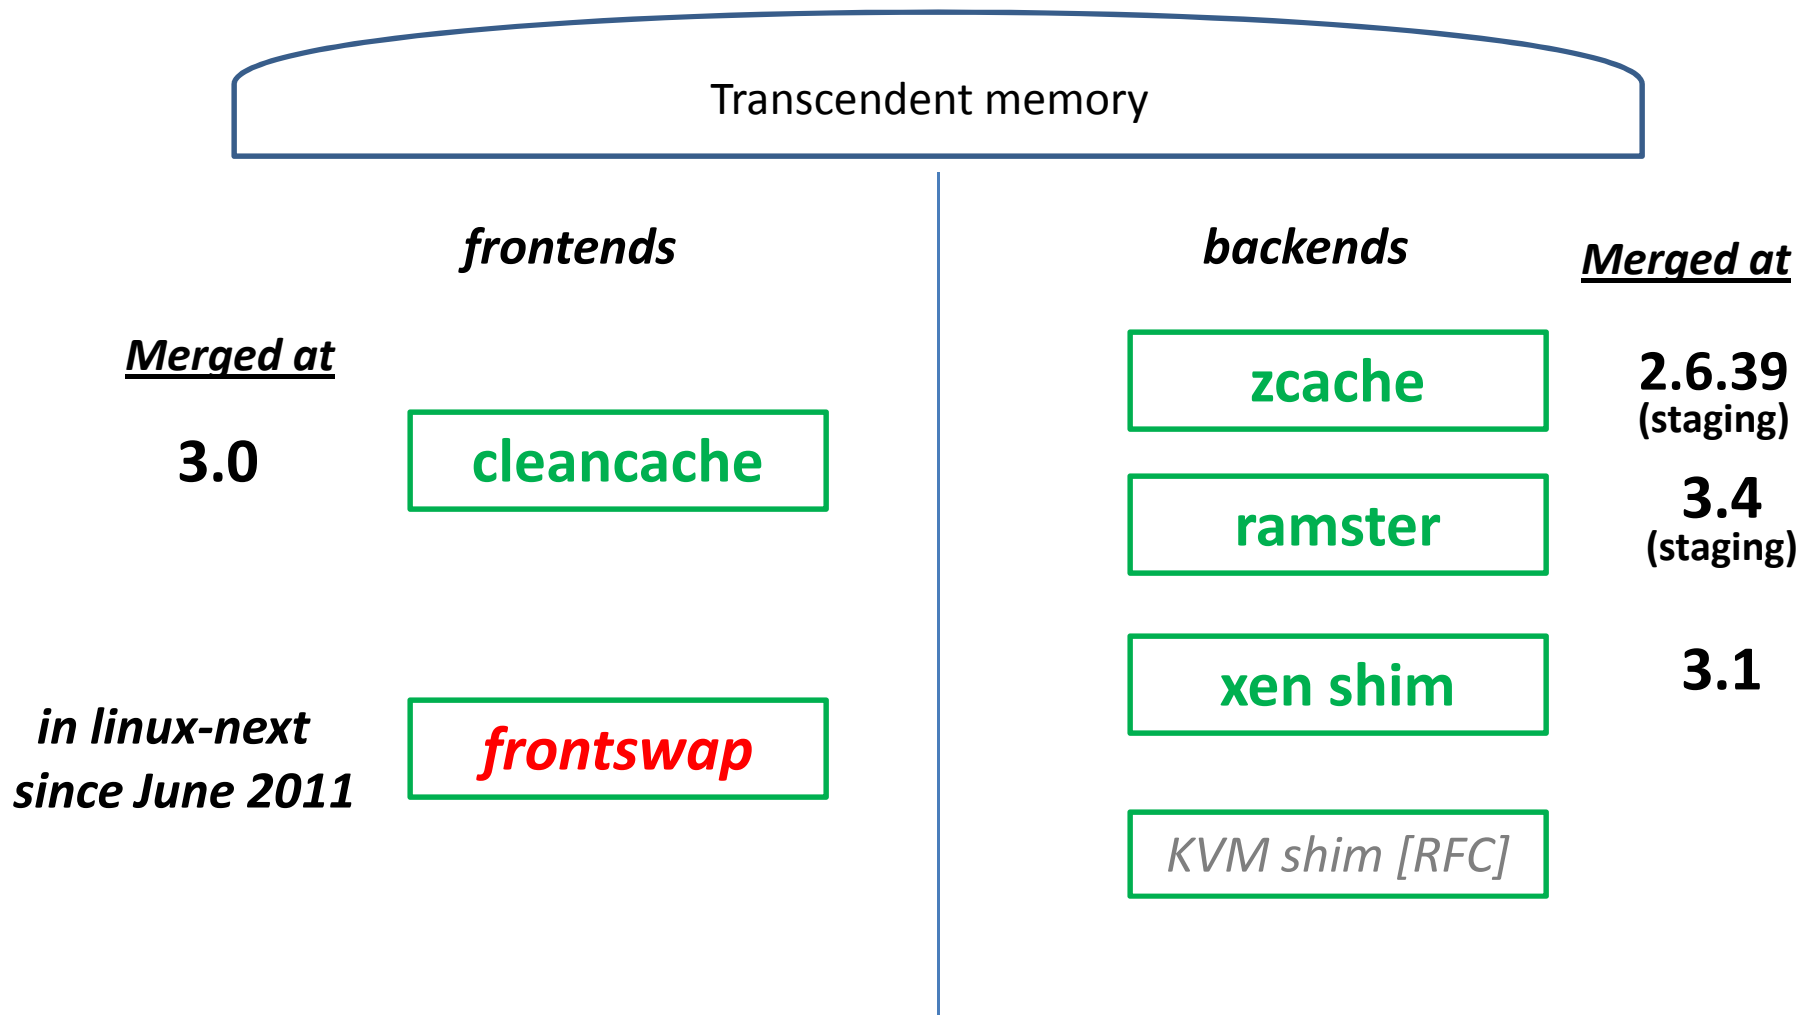 Transcendent memory
frontends
Merged at
3.0
cleancache
in linux-next
since June 2011
frontswap
backends
Merged at
zcache
2.6.39
(staging)
ramster
3.4
(staging)
xen shim
3.1
KVM shim [RFC]